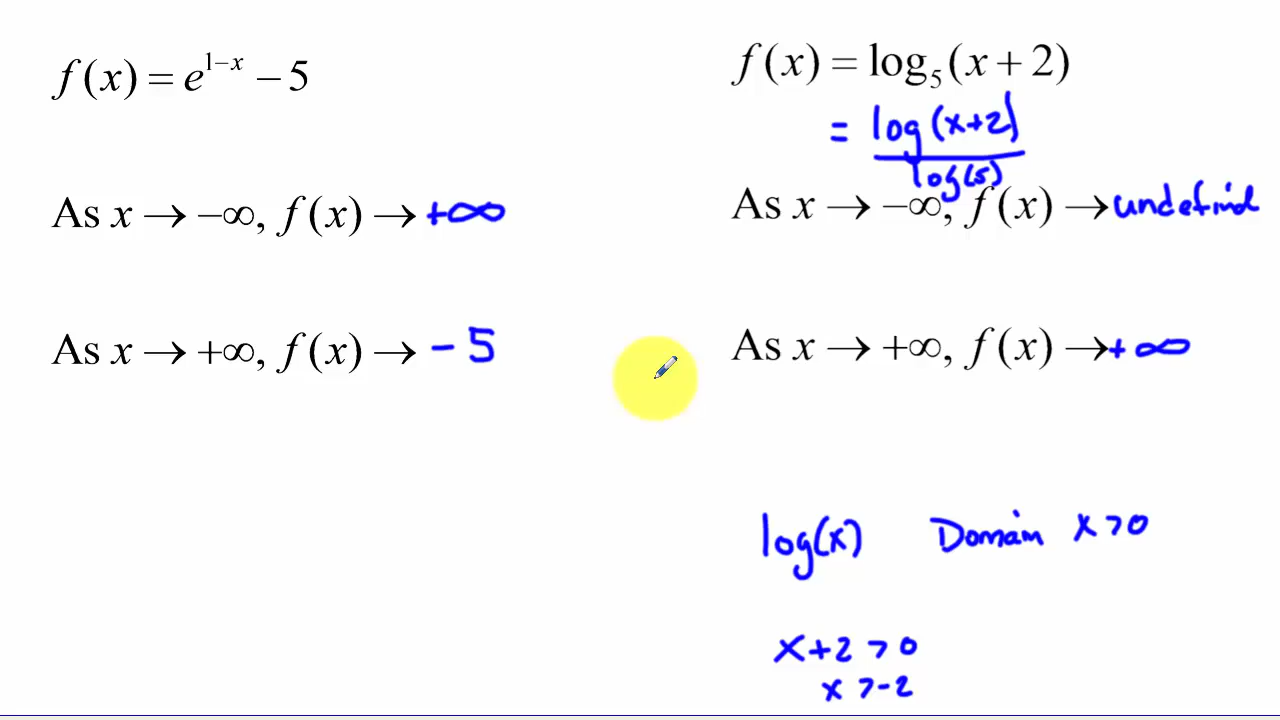 f(x) = e^{1-x} - 5
As x → -∞, f(x) → +∞
As x → +∞, f(x) → - 5
f(x) = log_5(x + 2)
= log(x+2) / log(5)
As x → -∞, f(x) → undefind
As x → +∞, f(x) → + ∞
log(x) Domain x > 0
x + 2 > 0
x > -2